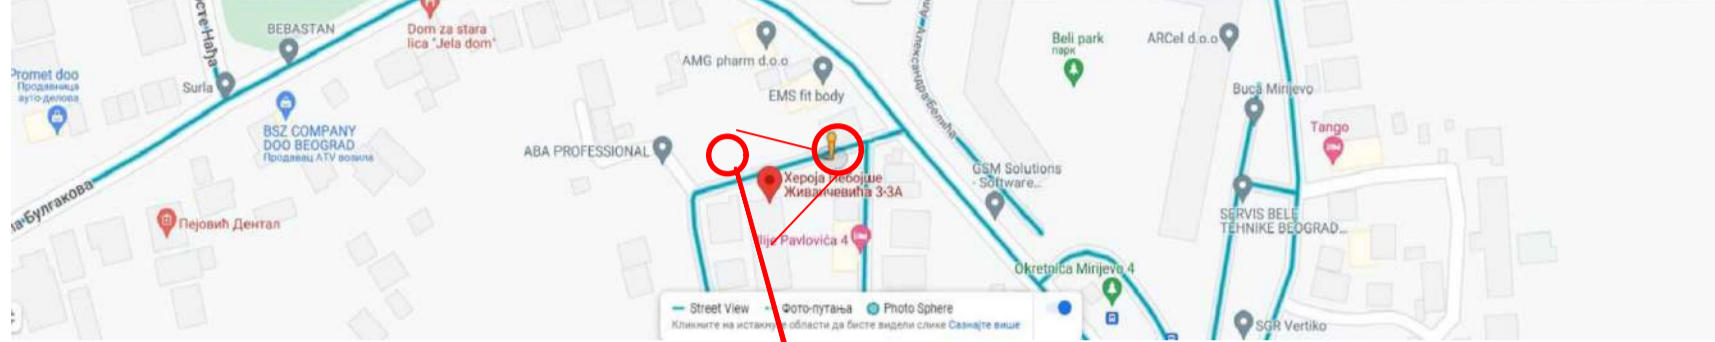 BEBASTAN
Dom za stara
lica "Jela dom"
Promet doo
Продавница
ауто-делова
Surla
BSZ COMPANY
DOO BEOGRAD
Продавац ATV возила
Пејовић Дентал
AMG pharm d.o.o
EMS fit body
ABA PROFESSIONAL
Хероја Небојше
Живанчевића 3-3А
Ilije Pavlovića 4
Beli park
парк
ARCel d.o.o
Buca Mirijevo
Tango
GSM Solutions
- Software...
SERVIS BELE
TEHNIKE BEOGRAD...
Okretnica Mirijevo 4
SGR Vertiko
Street View
Фото-путања
Photo Sphere
Кликните на истакнуте области да бисте видели слике Сазнајте више